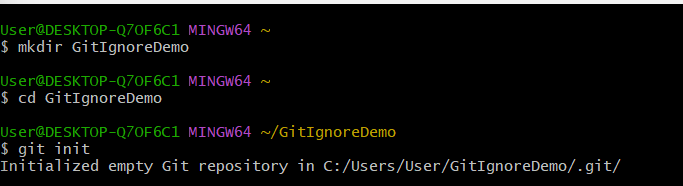 User@DESKTOP-Q7OF6C1 MINGW64 ~
$ mkdir GitIgnoreDemo
User@DESKTOP-Q7OF6C1 MINGW64 ~
$ cd GitIgnoreDemo
User@DESKTOP-Q7OF6C1 MINGW64 ~/GitIgnoreDemo
$ git init
Initialized empty Git repository in C:/Users/User/GitIgnoreDemo/.git/